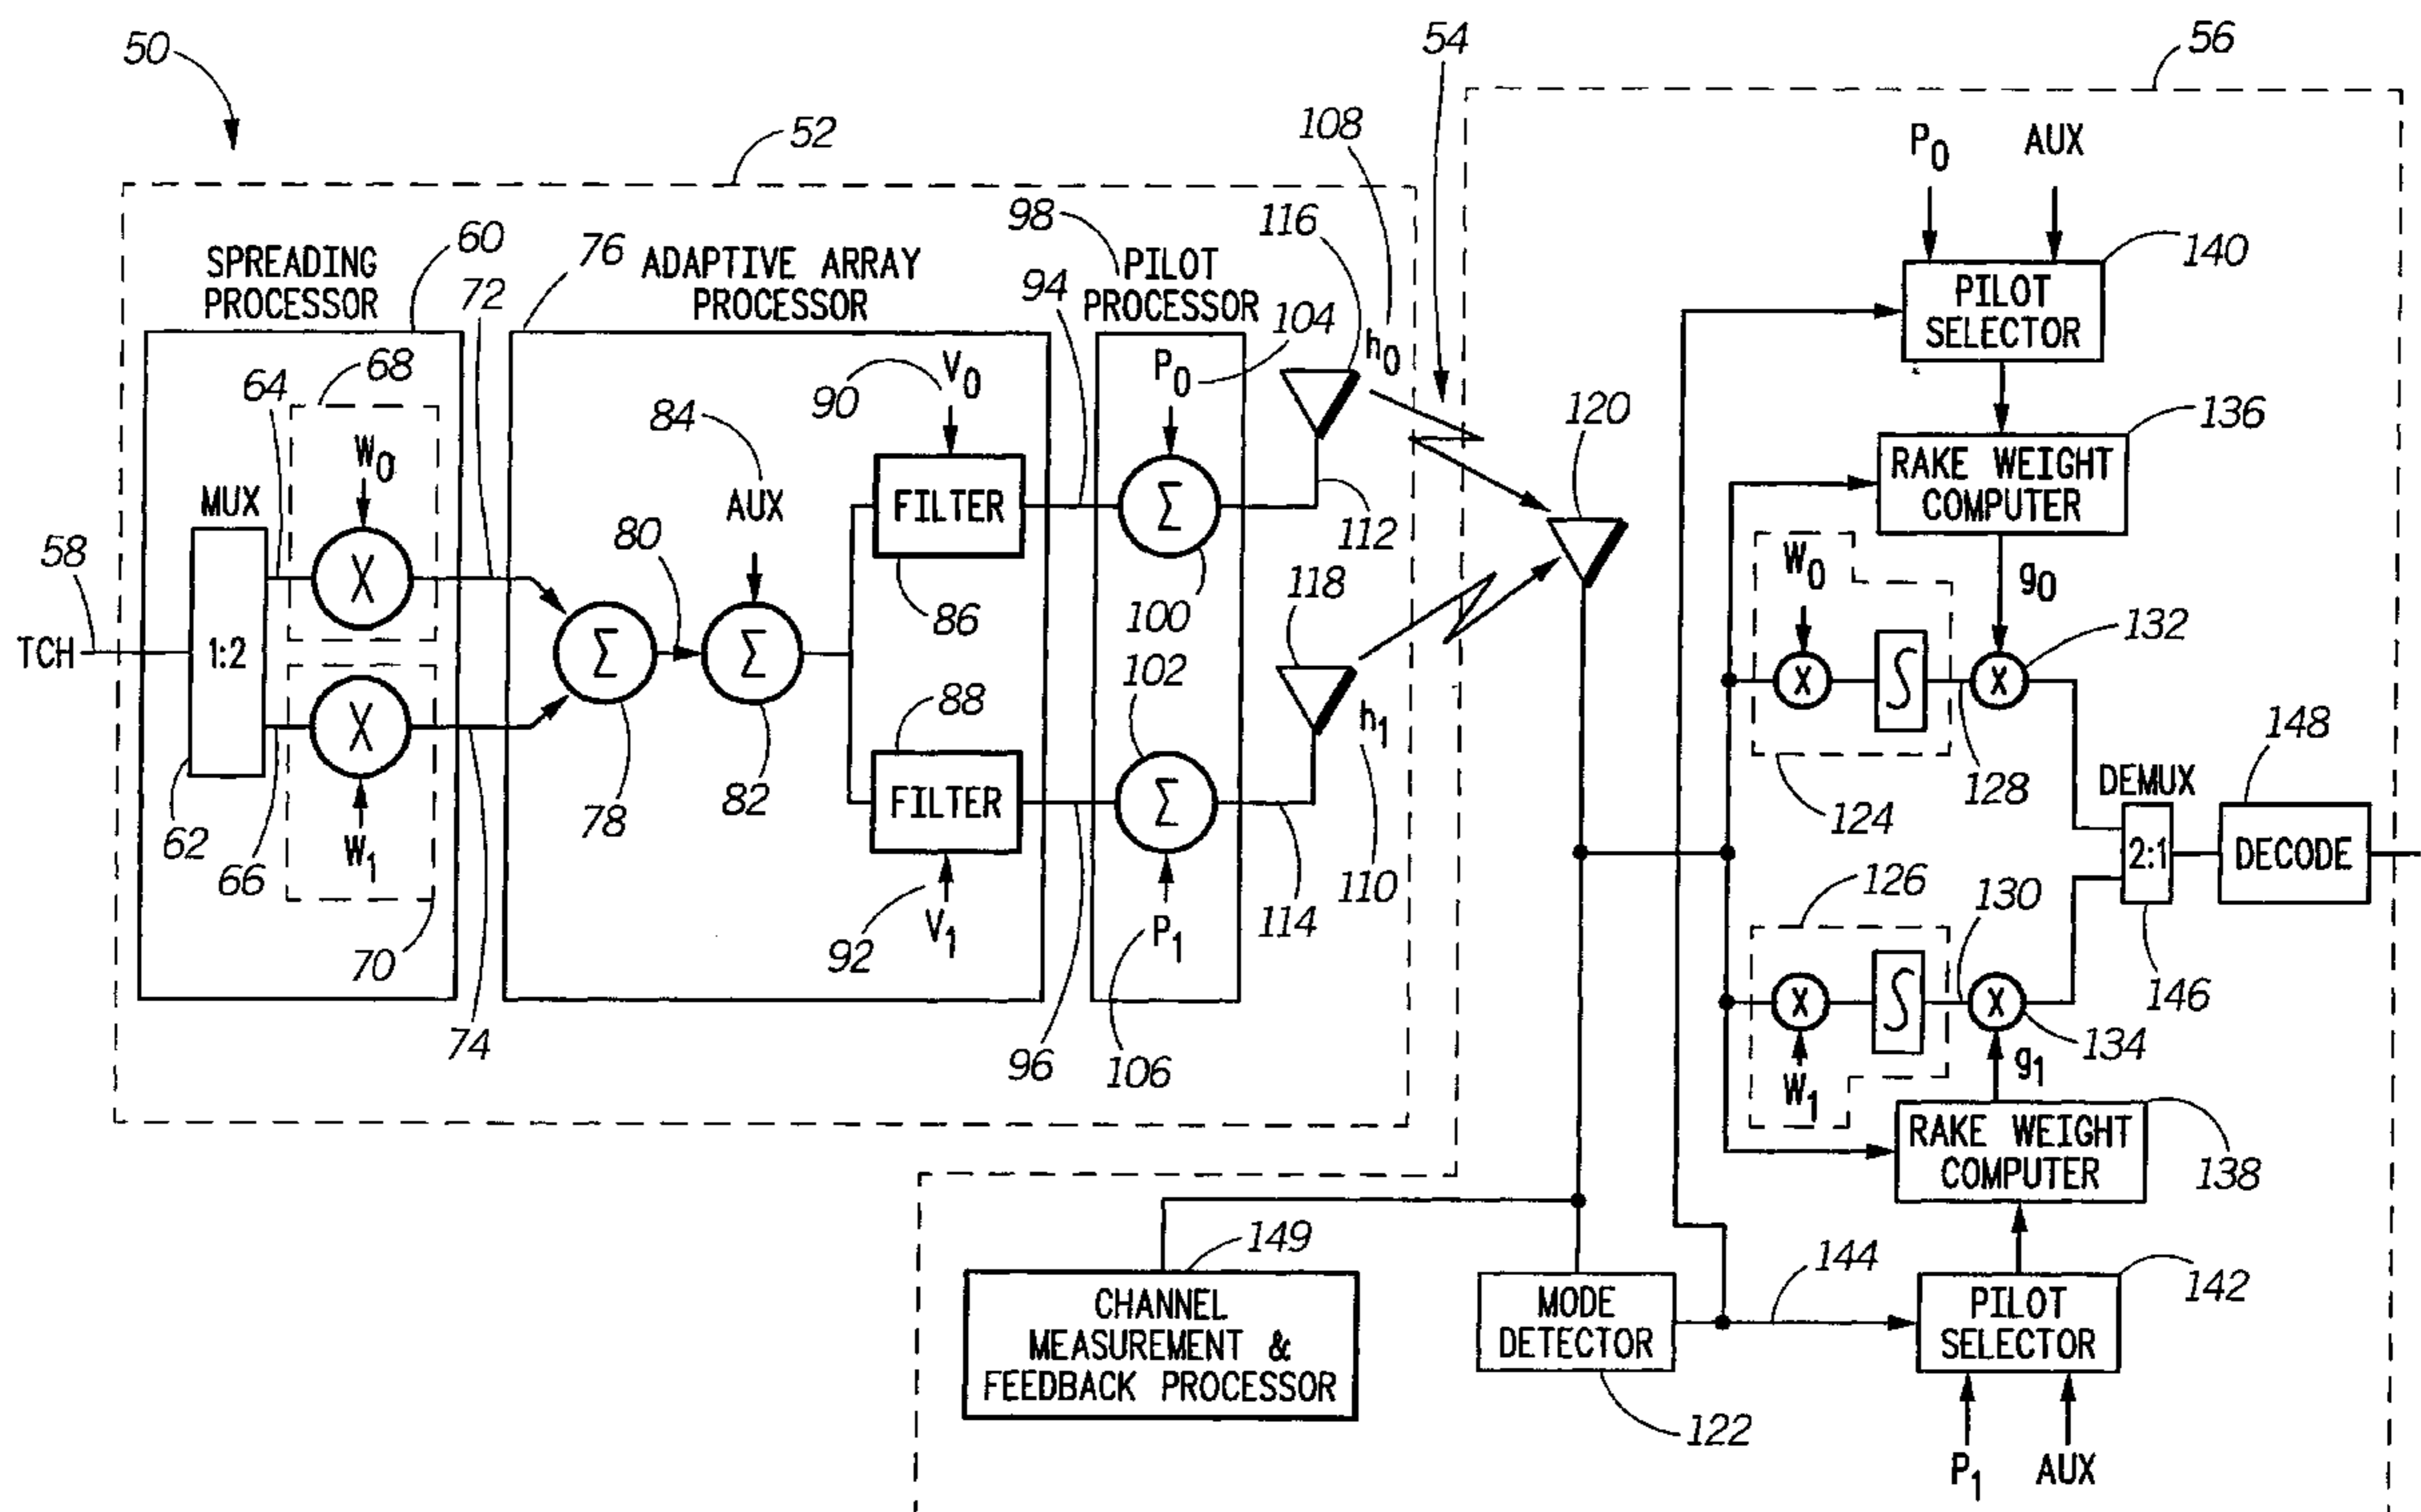 50
54
56
52
108
P0
AUX
98
116
140
60
76
SPREADING
PROCESSOR
72
ADAPTIVE ARRAY
PROCESSOR
94
PILOT
PROCESSOR
104
h0
PILOT
SELECTOR
64
68
90
V0
P0
84
120
136
W0
AUX
FILTER
Σ
112
RAKE WEIGHT
COMPUTER
MUX
80
W0
g0
58
X
86
100
118
132
TCH
1:2
Σ
Σ
102
X
∫
X
88
h1
148
X
FILTER
Σ
128
DEMUX
62
66
W1
78
82
124
2:1
DECODE
110
114
126
130
70
92
V1
P1
X
∫
X
146
74
96
106
W1
g1
134
RAKE WEIGHT
COMPUTER
138
149
144
142
CHANNEL
MEASUREMENT &
FEEDBACK PROCESSOR
MODE
DETECTOR
PILOT
SELECTOR
122
P1
AUX